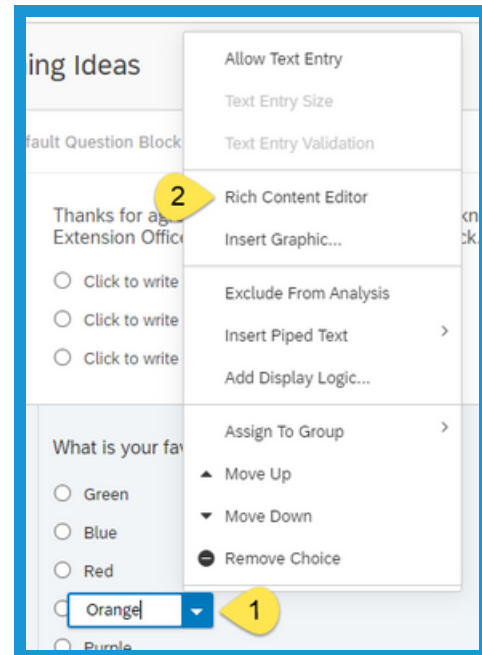 ing Ideas
Allow Text Entry
Text Entry Size
Text Entry Validation
fault Question Block
2
Rich Content Editor
Insert Graphic...
Thanks for ag
Extension Offic
kn
ck.
Click to write
Click to write
Click to write
Exclude From Analysis
Insert Piped Text
Add Display Logic...
Assign To Group
Move Up
Move Down
Remove Choice
What is your fav
Green
Blue
Red
Orange
1
Purple